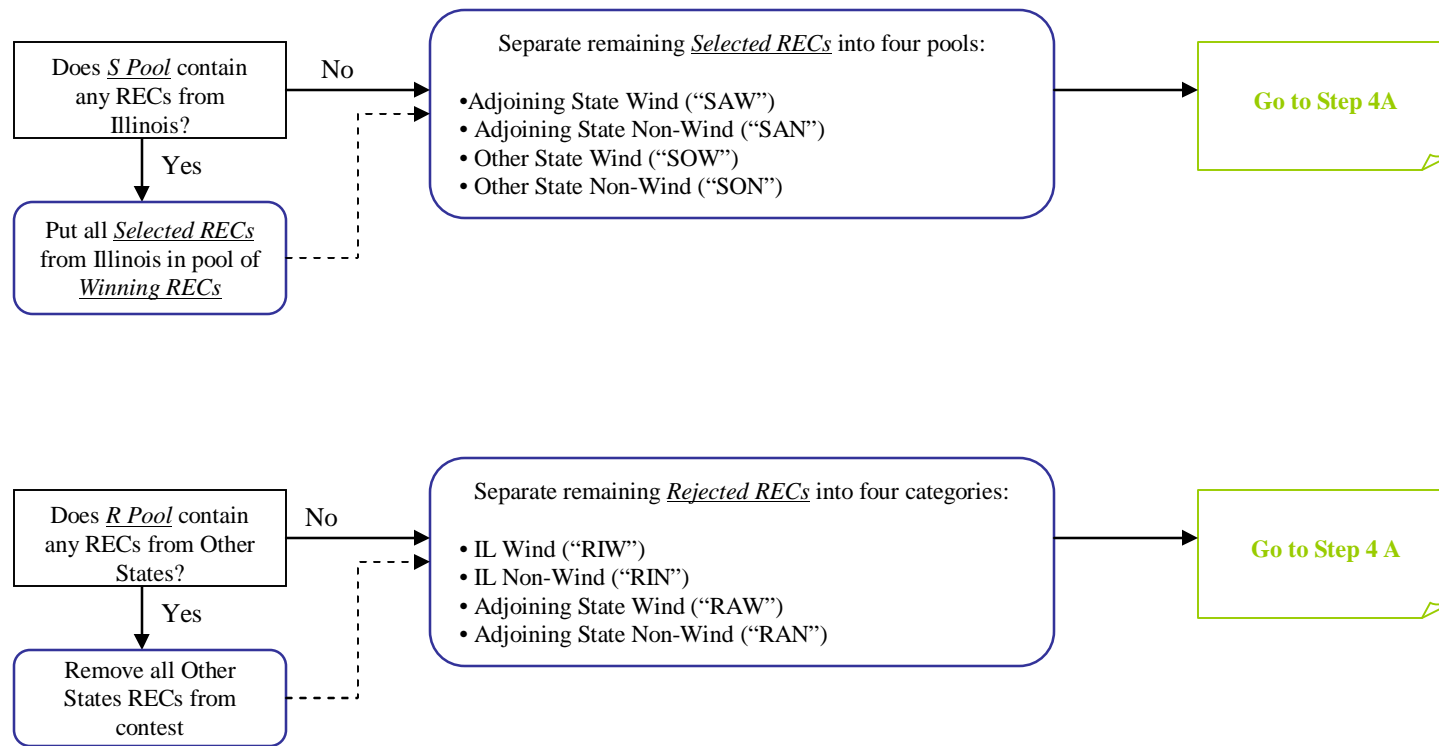 Does S Pool contain
any RECs from
Illinois?
No
Yes
Put all Selected RECs
from Illinois in pool of
Winning RECs
Separate remaining Selected RECs into four pools:
•Adjoining State Wind (“SAW”)
• Adjoining State Non-Wind (“SAN”)
• Other State Wind (“SOW”)
• Other State Non-Wind (“SON”)
Go to Step 4A
Does R Pool contain
any RECs from Other
States?
No
Yes
Remove all Other
States RECs from
contest
Separate remaining Rejected RECs into four categories:
• IL Wind (“RIW”)
• IL Non-Wind (“RIN”)
• Adjoining State Wind (“RAW”)
• Adjoining State Non-Wind (“RAN”)
Go to Step 4 A